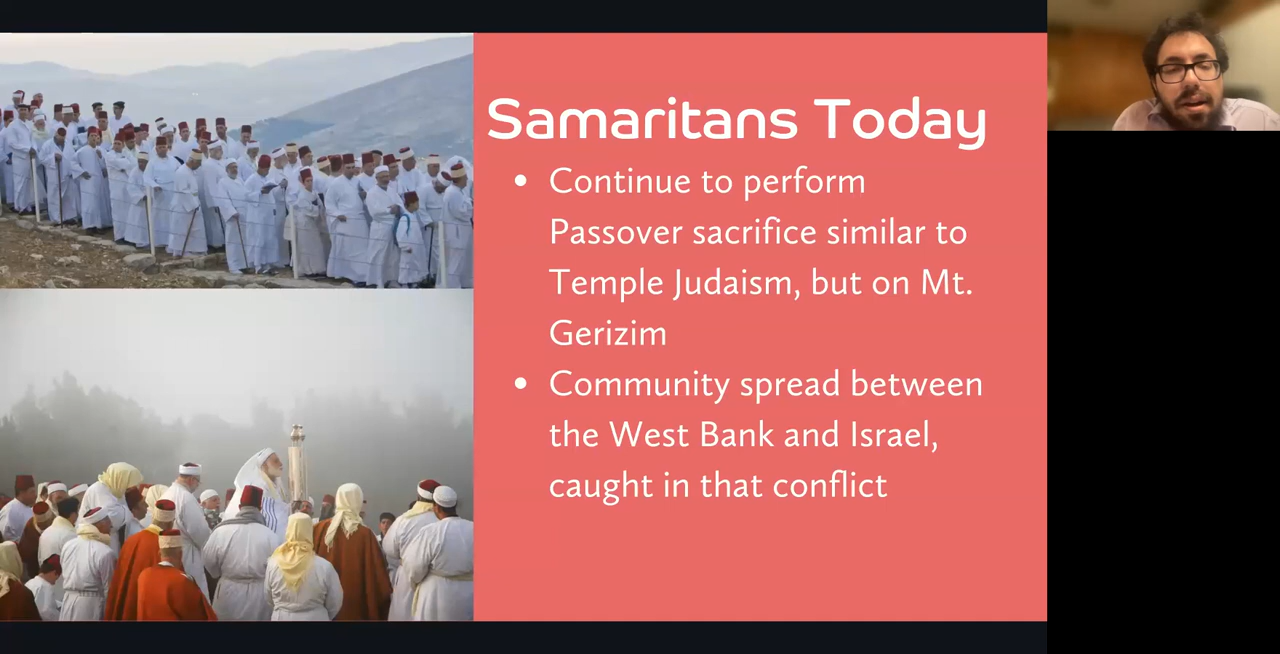 Samaritans Today
• Continue to perform
Passover sacrifice similar to
Temple Judaism, but on Mt.
Gerizim
• Community spread between
the West Bank and Israel,
caught in that conflict